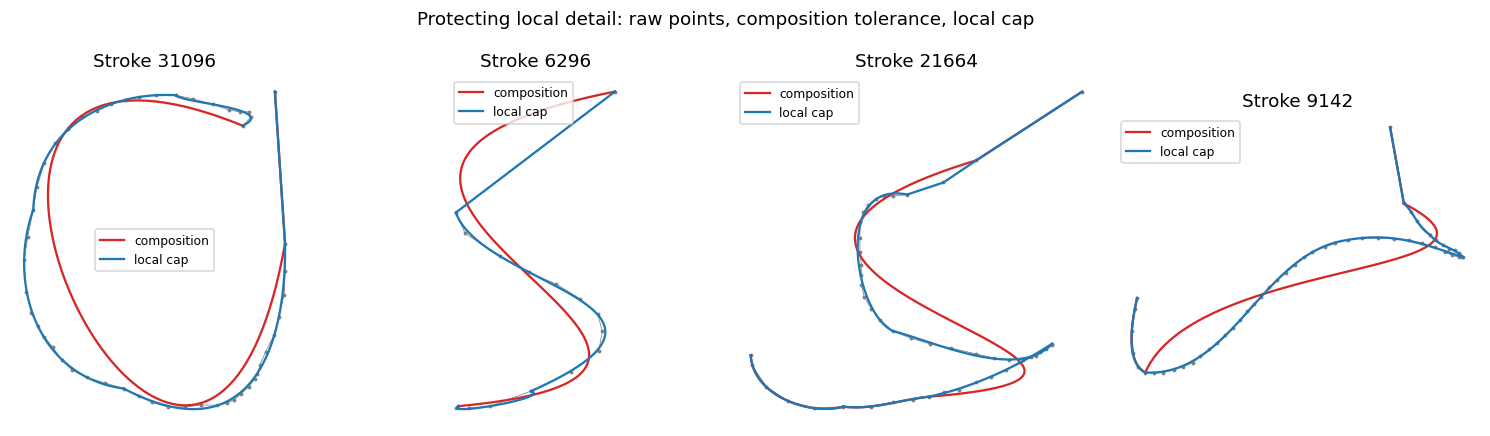 Protecting local detail: raw points, composition tolerance, local cap
Stroke 31096
composition
local cap
Stroke 6296
composition
local cap
Stroke 21664
composition
local cap
Stroke 9142
composition
local cap